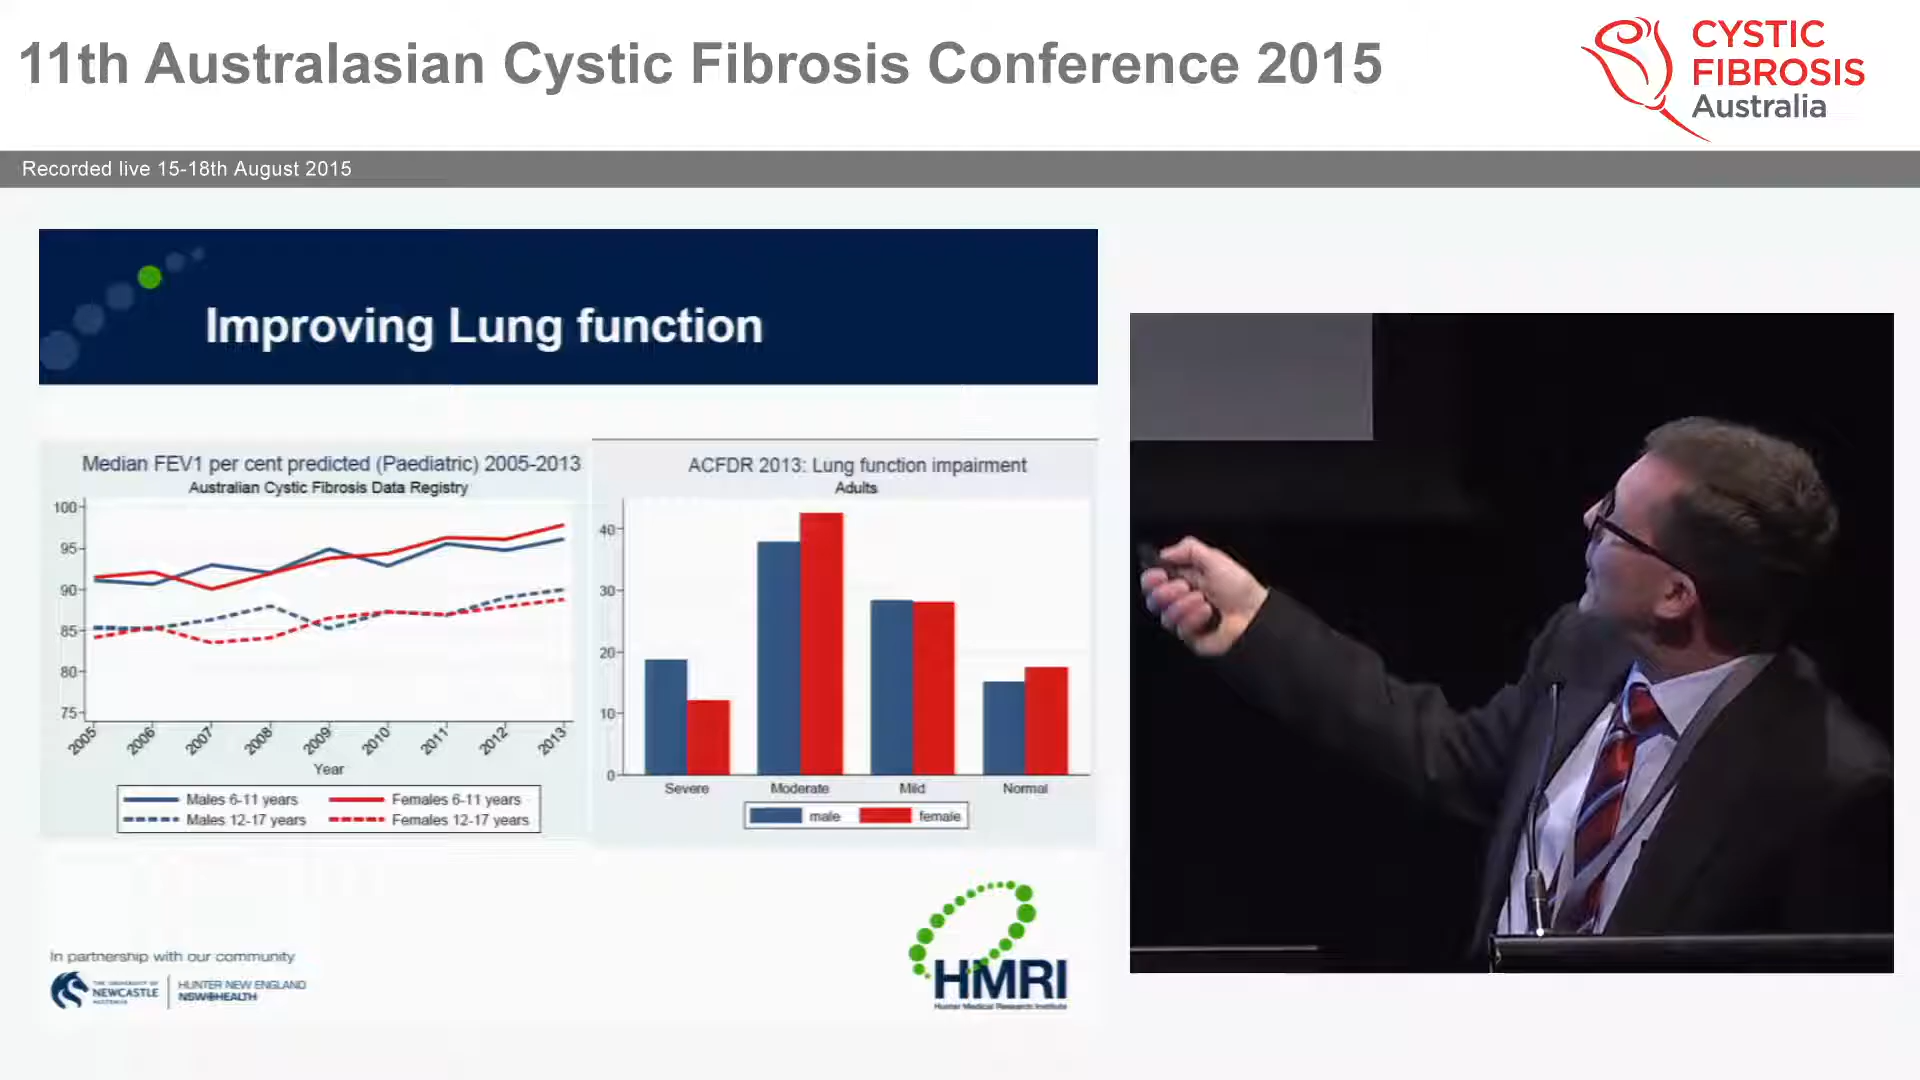 11th Australasian Cystic Fibrosis Conference 2015
CYSTIC
FIBROSIS
Australia
Recorded live 15-18th August 2015
Improving Lung function
Median FEV1 per cent predicted (Paediatric) 2005-2013
Australian Cystic Fibrosis Data Registry
100
95
90
85
80
75
2005 2006 2007 2008 2009 2010 2011 2012 2013
Year
Males 6-11 years Females 6-11 years
Males 12-17 years Females 12-17 years
ACFDR 2013: Lung function impairment
Adults
40
30
20
10
0
Severe Moderate Mild Normal
male female
In partnership with our community
THE UNIVERSITY OF
NEWCASTLE
AUSTRALIA
HUNTER NEW ENGLAND
NSW HEALTH
HMRI
Hunter Medical Research Institute